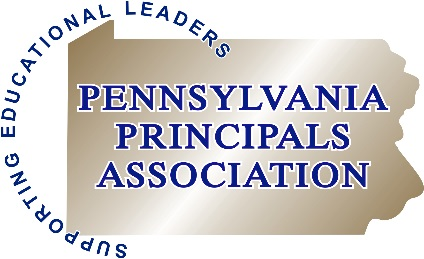 SUPPORTING EDUCATIONAL LEADERS
PENNSYLVANIA
PRINCIPALS
ASSOCIATION